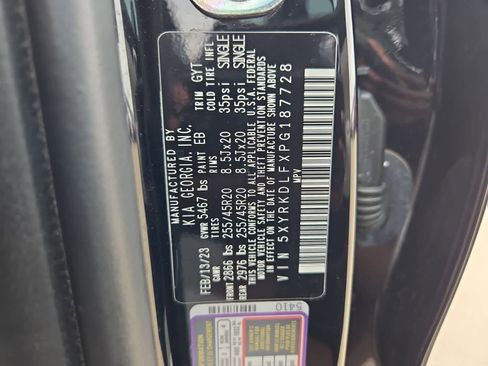 MANUFACTURED BY
KIA GEORGIA, INC.
FEB/13/23 GVWR 5467 lbs PAINT EB TRIM GYT
GAWR TIRES RIMS COLD TIRE INFL
FRONT 2866 lbs 255/45R20 8.5Jx20 35psi SINGLE
REAR 2976 lbs 255/45R20 8.5Jx20 35psi SINGLE
THIS VEHICLE CONFORMS TO ALL APPLICABLE U.S.A. FEDERAL
MOTOR VEHICLE SAFETY AND THEFT PREVENTION STANDARDS
IN EFFECT ON THE DATE OF MANUFACTURE SHOWN ABOVE
VIN 5XYRKDLFXPG187728
MPV
5410